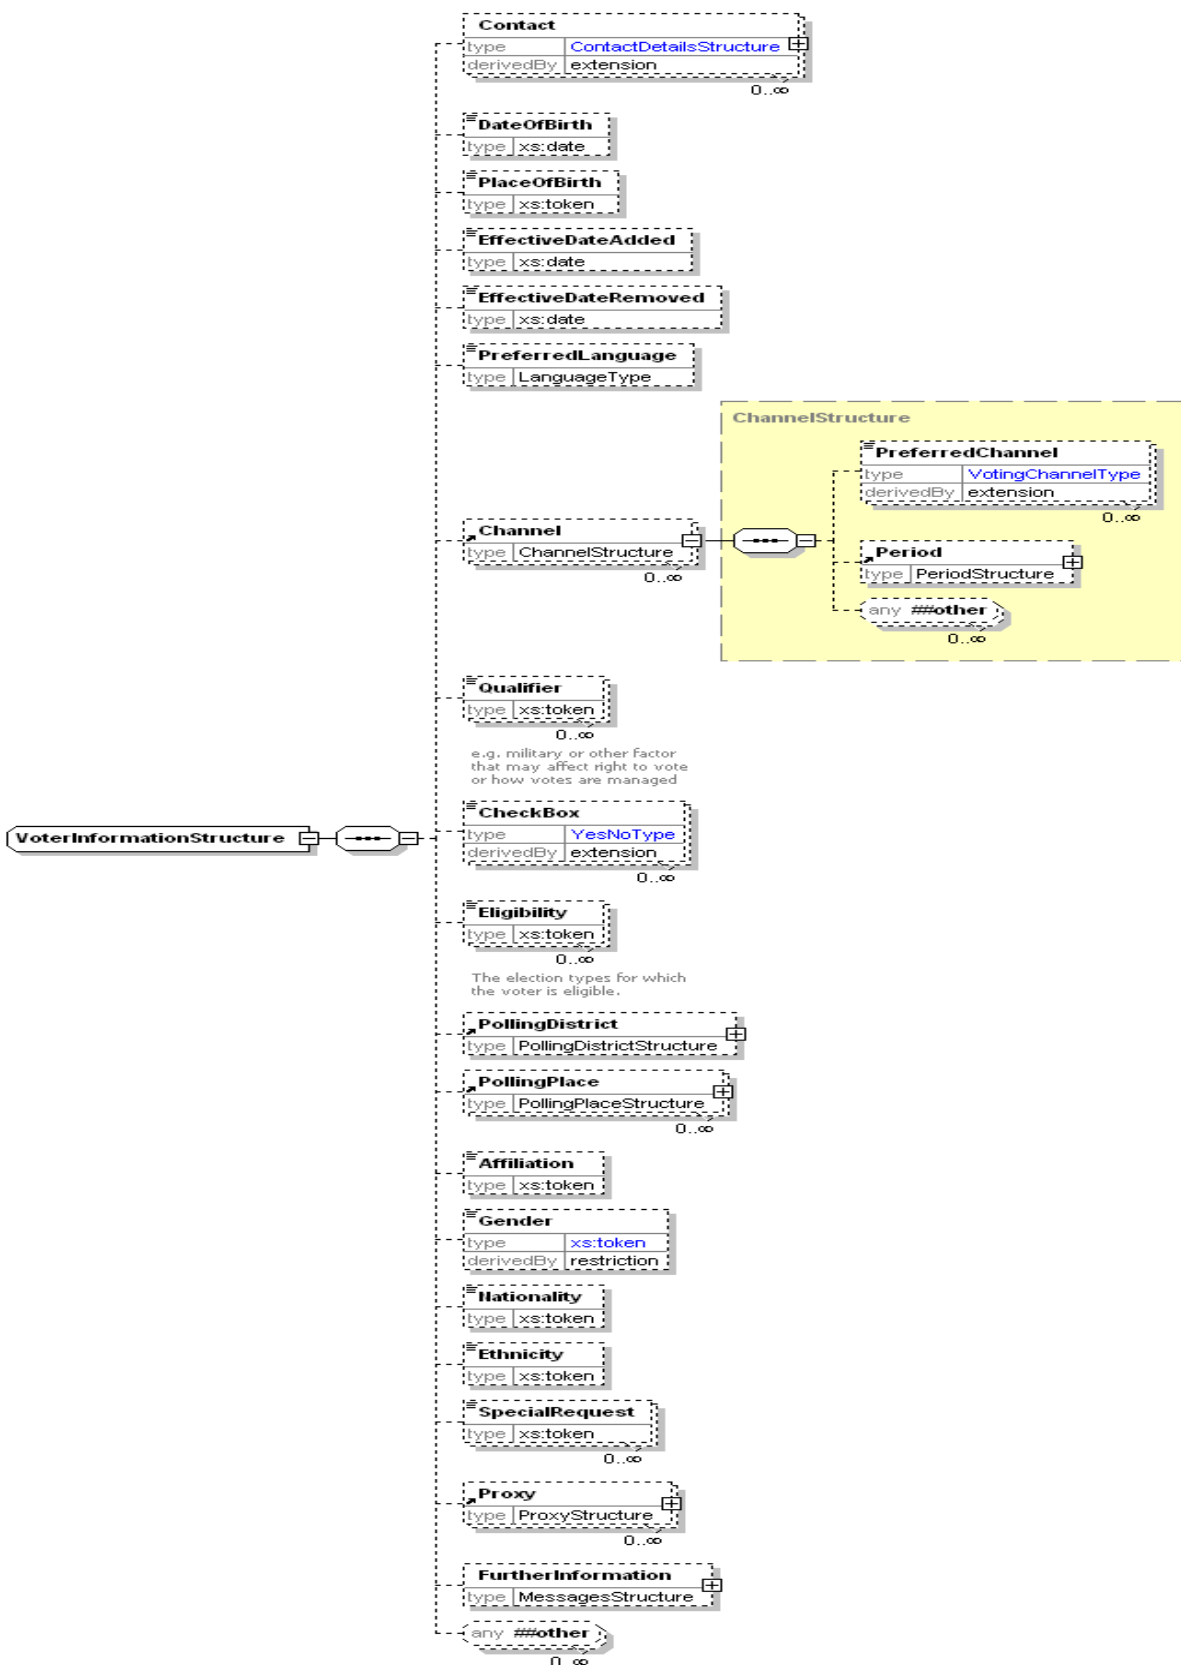 Contact
type ContactDetailsStructure
derivedBy extension
0..∞
DateOfBirth
type xs:date
PlaceOfBirth
type xs:token
EffectiveDateAdded
type xs:date
EffectiveDateRemoved
type xs:date
PreferredLanguage
type LanguageType
ChannelStructure
PreferredChannel
type VotingChannelType
derivedBy extension
0..∞
Channel
type ChannelStructure
0..∞
Period
type PeriodStructure
any ##other
0..∞
Qualifier
type xs:token
0..∞
e.g. military or other factor
that may affect right to vote
or how votes are managed
VoterInformationStructure
CheckBox
type YesNoType
derivedBy extension
0..∞
Eligibility
type xs:token
0..∞
The election types for which
the voter is eligible.
PollingDistrict
type PollingDistrictStructure
PollingPlace
type PollingPlaceStructure
0..∞
Affiliation
type xs:token
Gender
type xs:token
derivedBy restriction
Nationality
type xs:token
Ethnicity
type xs:token
SpecialRequest
type xs:token
0..∞
Proxy
type ProxyStructure
0..∞
FurtherInformation
type MessagesStructure
any ##other
0..∞